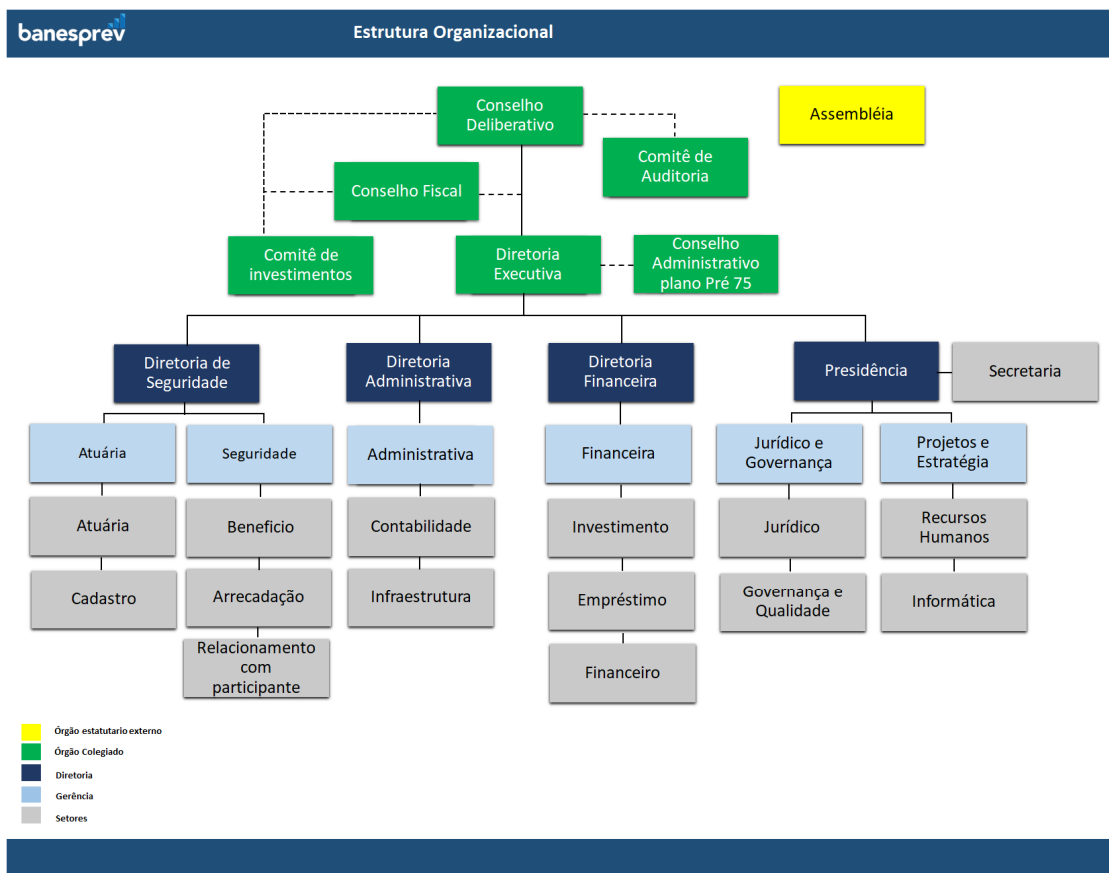 banesprev
Estrutura Organizacional
Conselho
Deliberativo
Assembléia
Comitê de
Auditoria
Conselho Fiscal
Comitê de
investimentos
Diretoria
Executiva
Conselho
Administrativo
plano Pré 75
Diretoria de
Seguridade
Diretoria
Administrativa
Diretoria
Financeira
Presidência
Secretaria
Atuária
Seguridade
Administrativa
Financeira
Jurídico e
Governança
Projetos e
Estratégia
Atuária
Beneficio
Contabilidade
Investimento
Jurídico
Recursos
Humanos
Cadastro
Arrecadação
Infraestrutura
Empréstimo
Governança e
Qualidade
Informática
Relacionamento
com
participante
Financeiro
Órgão estatutario externo
Órgão Colegiado
Diretoria
Gerência
Setores